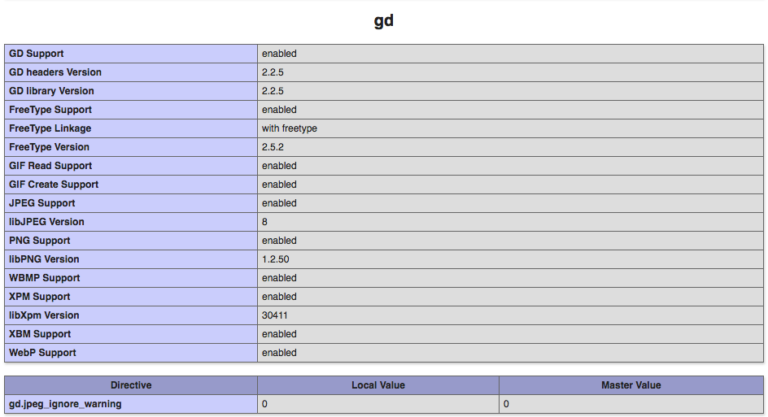 gd
GD Support enabled
GD headers Version 2.2.5
GD library Version 2.2.5
FreeType Support enabled
FreeType Linkage with freetype
FreeType Version 2.5.2
GIF Read Support enabled
GIF Create Support enabled
JPEG Support enabled
libJPEG Version 8
PNG Support enabled
libPNG Version 1.2.50
WBMP Support enabled
XPM Support enabled
libXpm Version 30411
XBM Support enabled
WebP Support enabled
Directive Local Value Master Value
gd.jpeg_ignore_warning 0 0